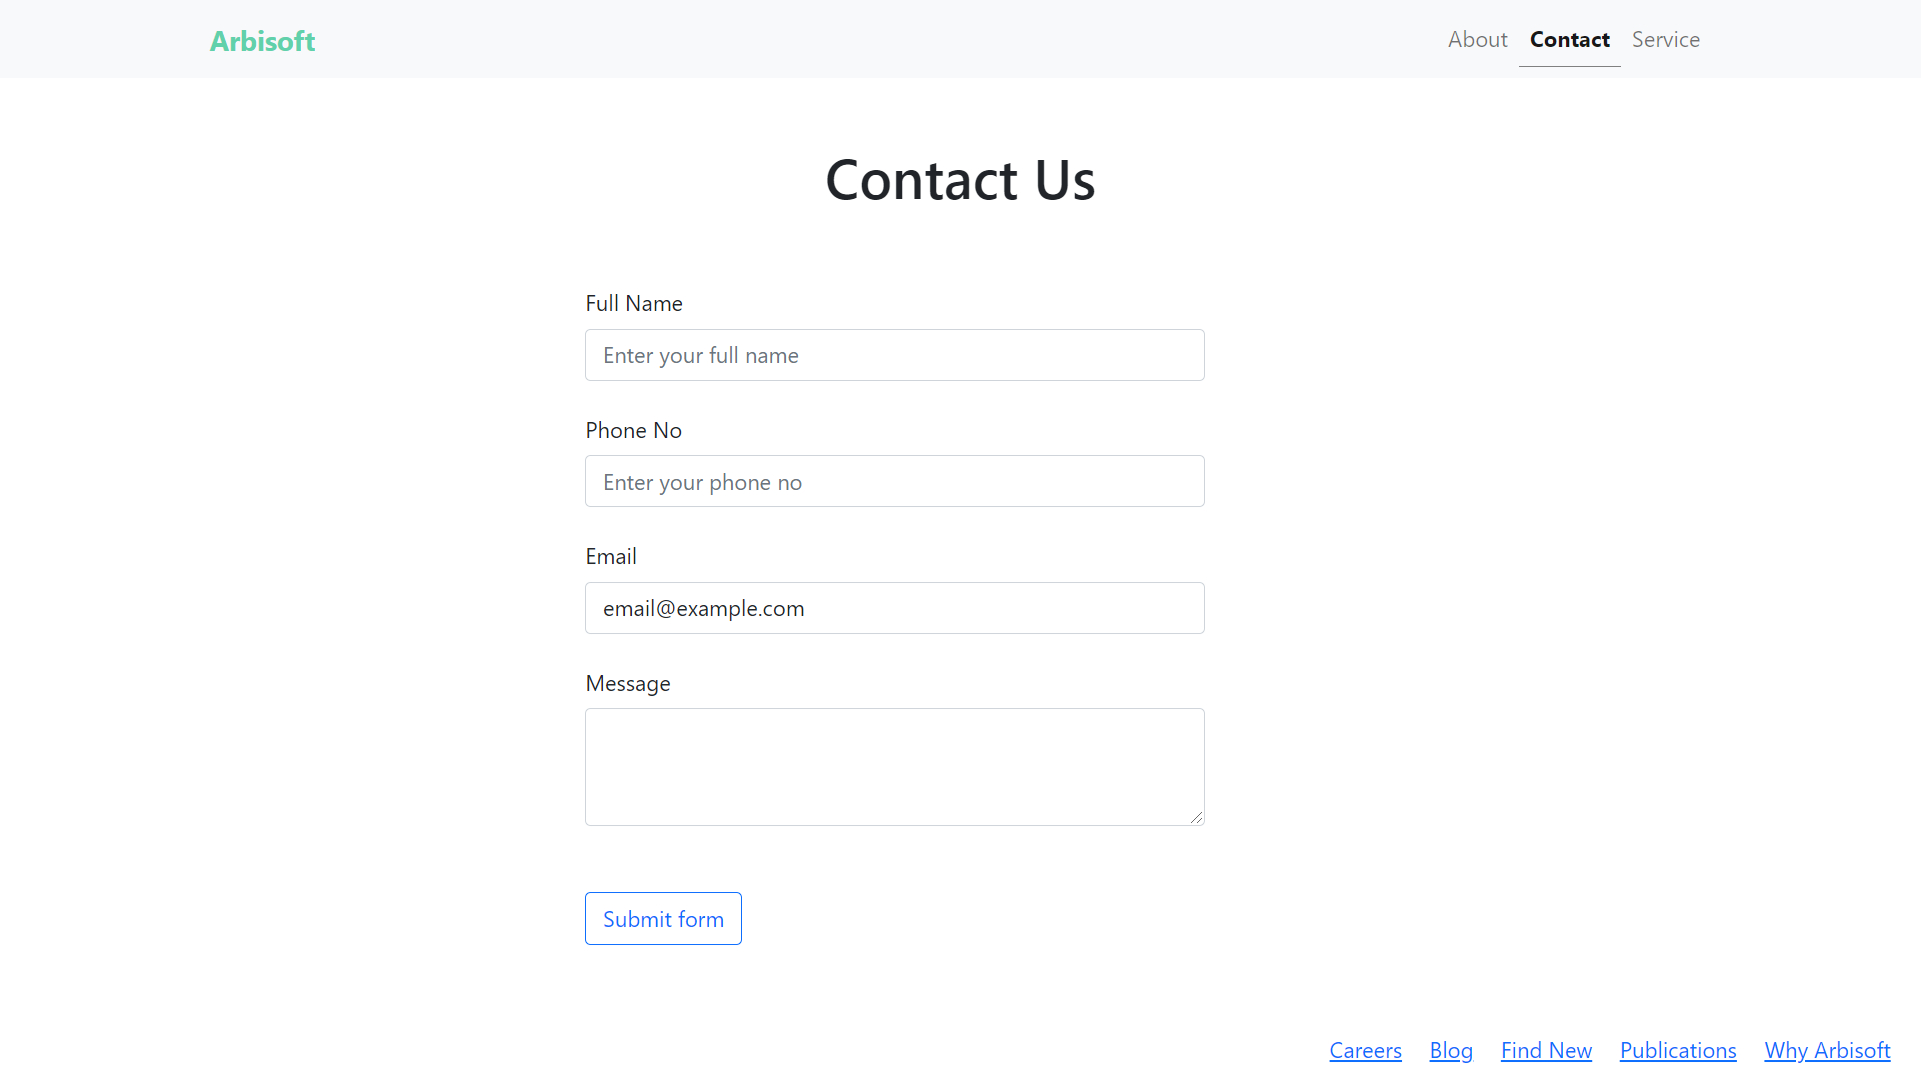 Arbisoft
About Contact Service
Contact Us
Full Name
Enter your full name
Phone No
Enter your phone no
Email
email@example.com
Message
Submit form
Careers Blog Find New Publications Why Arbisoft